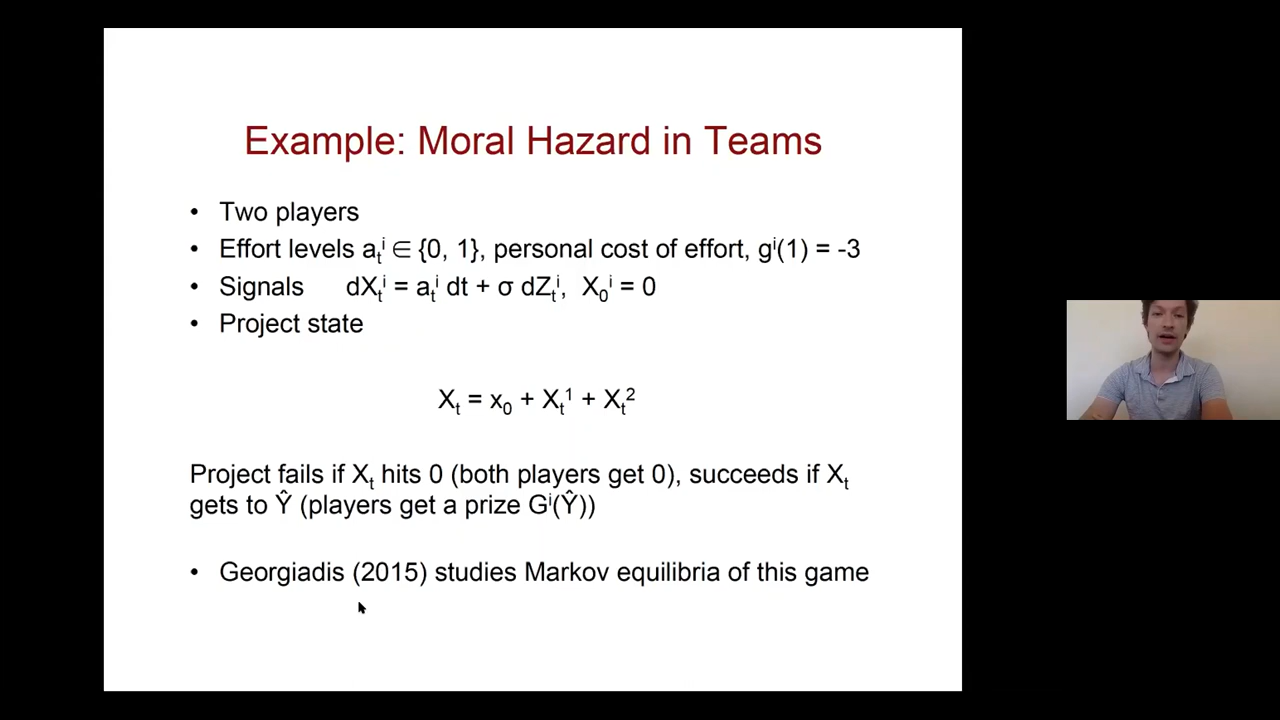 Example: Moral Hazard in Teams
• Two players
• Effort levels aₜⁱ ∈ {0, 1}, personal cost of effort, gⁱ(1) = -3
• Signals dXₜⁱ = aₜⁱ dt + σ dZₜⁱ, X₀ⁱ = 0
• Project state
Xₜ = x₀ + Xₜ¹ + Xₜ²
Project fails if Xₜ hits 0 (both players get 0), succeeds if Xₜ
gets to Ŷ (players get a prize Gⁱ(Ŷ))
• Georgiadis (2015) studies Markov equilibria of this game